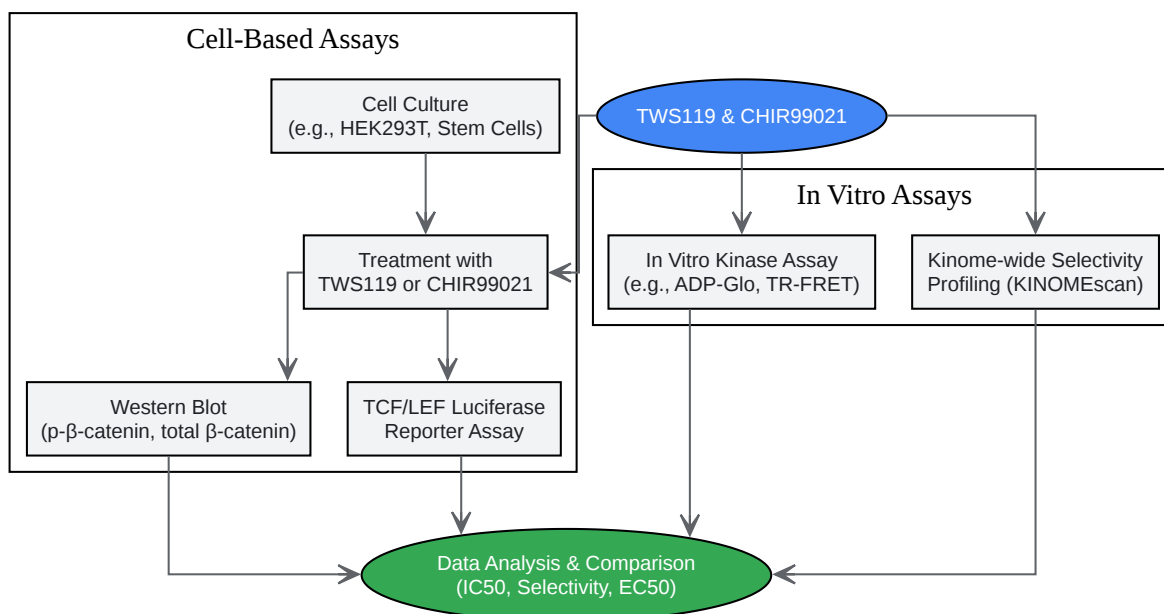 Cell-Based Assays
Cell Culture
(e.g., HEK293T, Stem Cells)
TWS119 & CHIR99021
In Vitro Assays
Treatment with
TWS119 or CHIR99021
In Vitro Kinase Assay
(e.g., ADP-Glo, TR-FRET)
Kinome-wide Selectivity
Profiling (KINOMEscan)
Western Blot
(p-β-catenin, total β-catenin)
TCF/LEF Luciferase
Reporter Assay
Data Analysis & Comparison
(IC50, Selectivity, EC50)